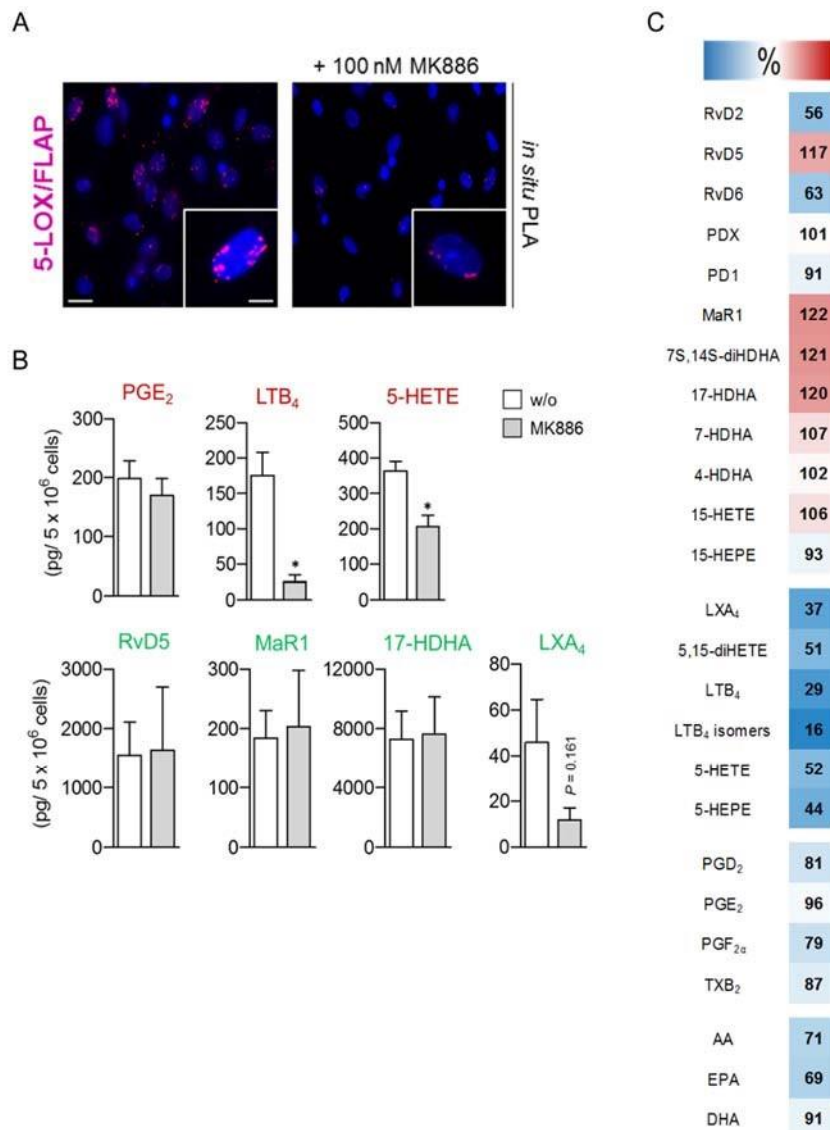 A
+ 100 nM MK886
5-LOX/FLAP
in situ PLA
B
PGE₂
LTB₄
5-HETE
w/o
MK886
(pg/ 5 x 10⁶ cells)
300
200
100
0
250
200
150
100
50
0
*
500
400
300
200
100
0
*
RvD5
MaR1
17-HDHA
LXA₄
(pg/ 5 x 10⁶ cells)
3000
2000
1000
0
300
200
100
0
12000
8000
4000
0
80
60
40
20
0
P = 0.161
C
%
RvD2 56
RvD5 117
RvD6 63
PDX 101
PD1 91
MaR1 122
7S,14S-diHDHA 121
17-HDHA 120
7-HDHA 107
4-HDHA 102
15-HETE 106
15-HEPE 93
LXA₄ 37
5,15-diHETE 51
LTB₄ 29
LTB₄ isomers 16
5-HETE 52
5-HEPE 44
PGD₂ 81
PGE₂ 96
PGF₂α 79
TXB₂ 87
AA 71
EPA 69
DHA 91